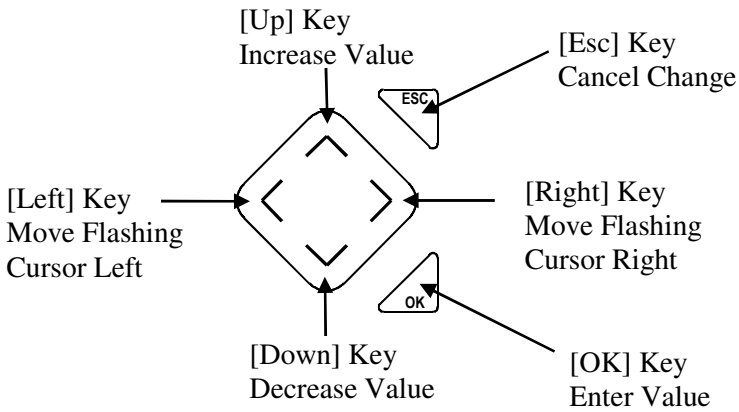 [Up] Key
Increase Value
[Esc] Key
Cancel Change
ESC
[Left] Key
Move Flashing
Cursor Left
[Right] Key
Move Flashing
Cursor Right
OK
[Down] Key
Decrease Value
[OK] Key
Enter Value